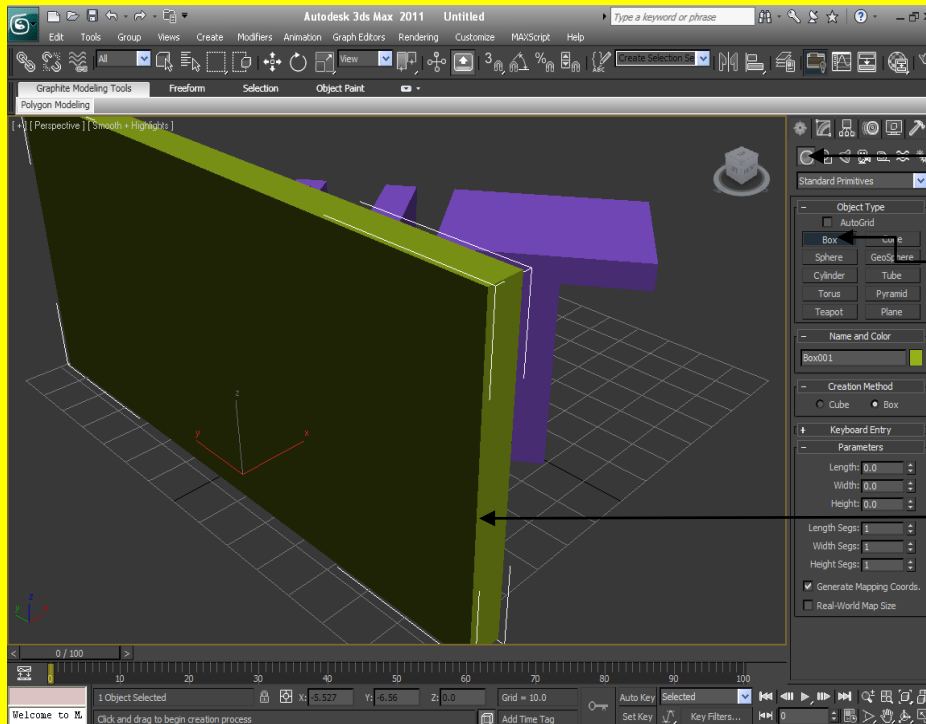 Autodesk 3ds Max 2011 Untitled
Type a keyword or phrase
Edit Tools Group Views Create Modifiers Animation Graph Editors Rendering Customize MAXScript Help
All
View
3
Create Selection Se
Graphite Modeling Tools Freeform Selection Object Paint
Polygon Modeling
[ + ] [ Perspective ] [ Smooth + Highlights ]
Standard Primitives
- Object Type
AutoGrid
Box Cone
Sphere GeoSphere
Cylinder Tube
Torus Pyramid
Teapot Plane
- Name and Color
Box001
- Creation Method
Cube Box
+ Keyboard Entry
- Parameters
Length: 0.0
Width: 0.0
Height: 0.0
Length Segs: 1
Width Segs: 1
Height Segs: 1
Generate Mapping Coords.
Real-World Map Size
z
y
x
z
< 0 / 100 >
0 10 20 30 40 50 60 70 80 90 100
1 Object Selected X: -5.527 Y: -6.56 Z: 0.0 Grid = 10.0 Auto Key Selected
Welcome to M. Click and drag to begin creation process Add Time Tag Set Key Key Filters... 0